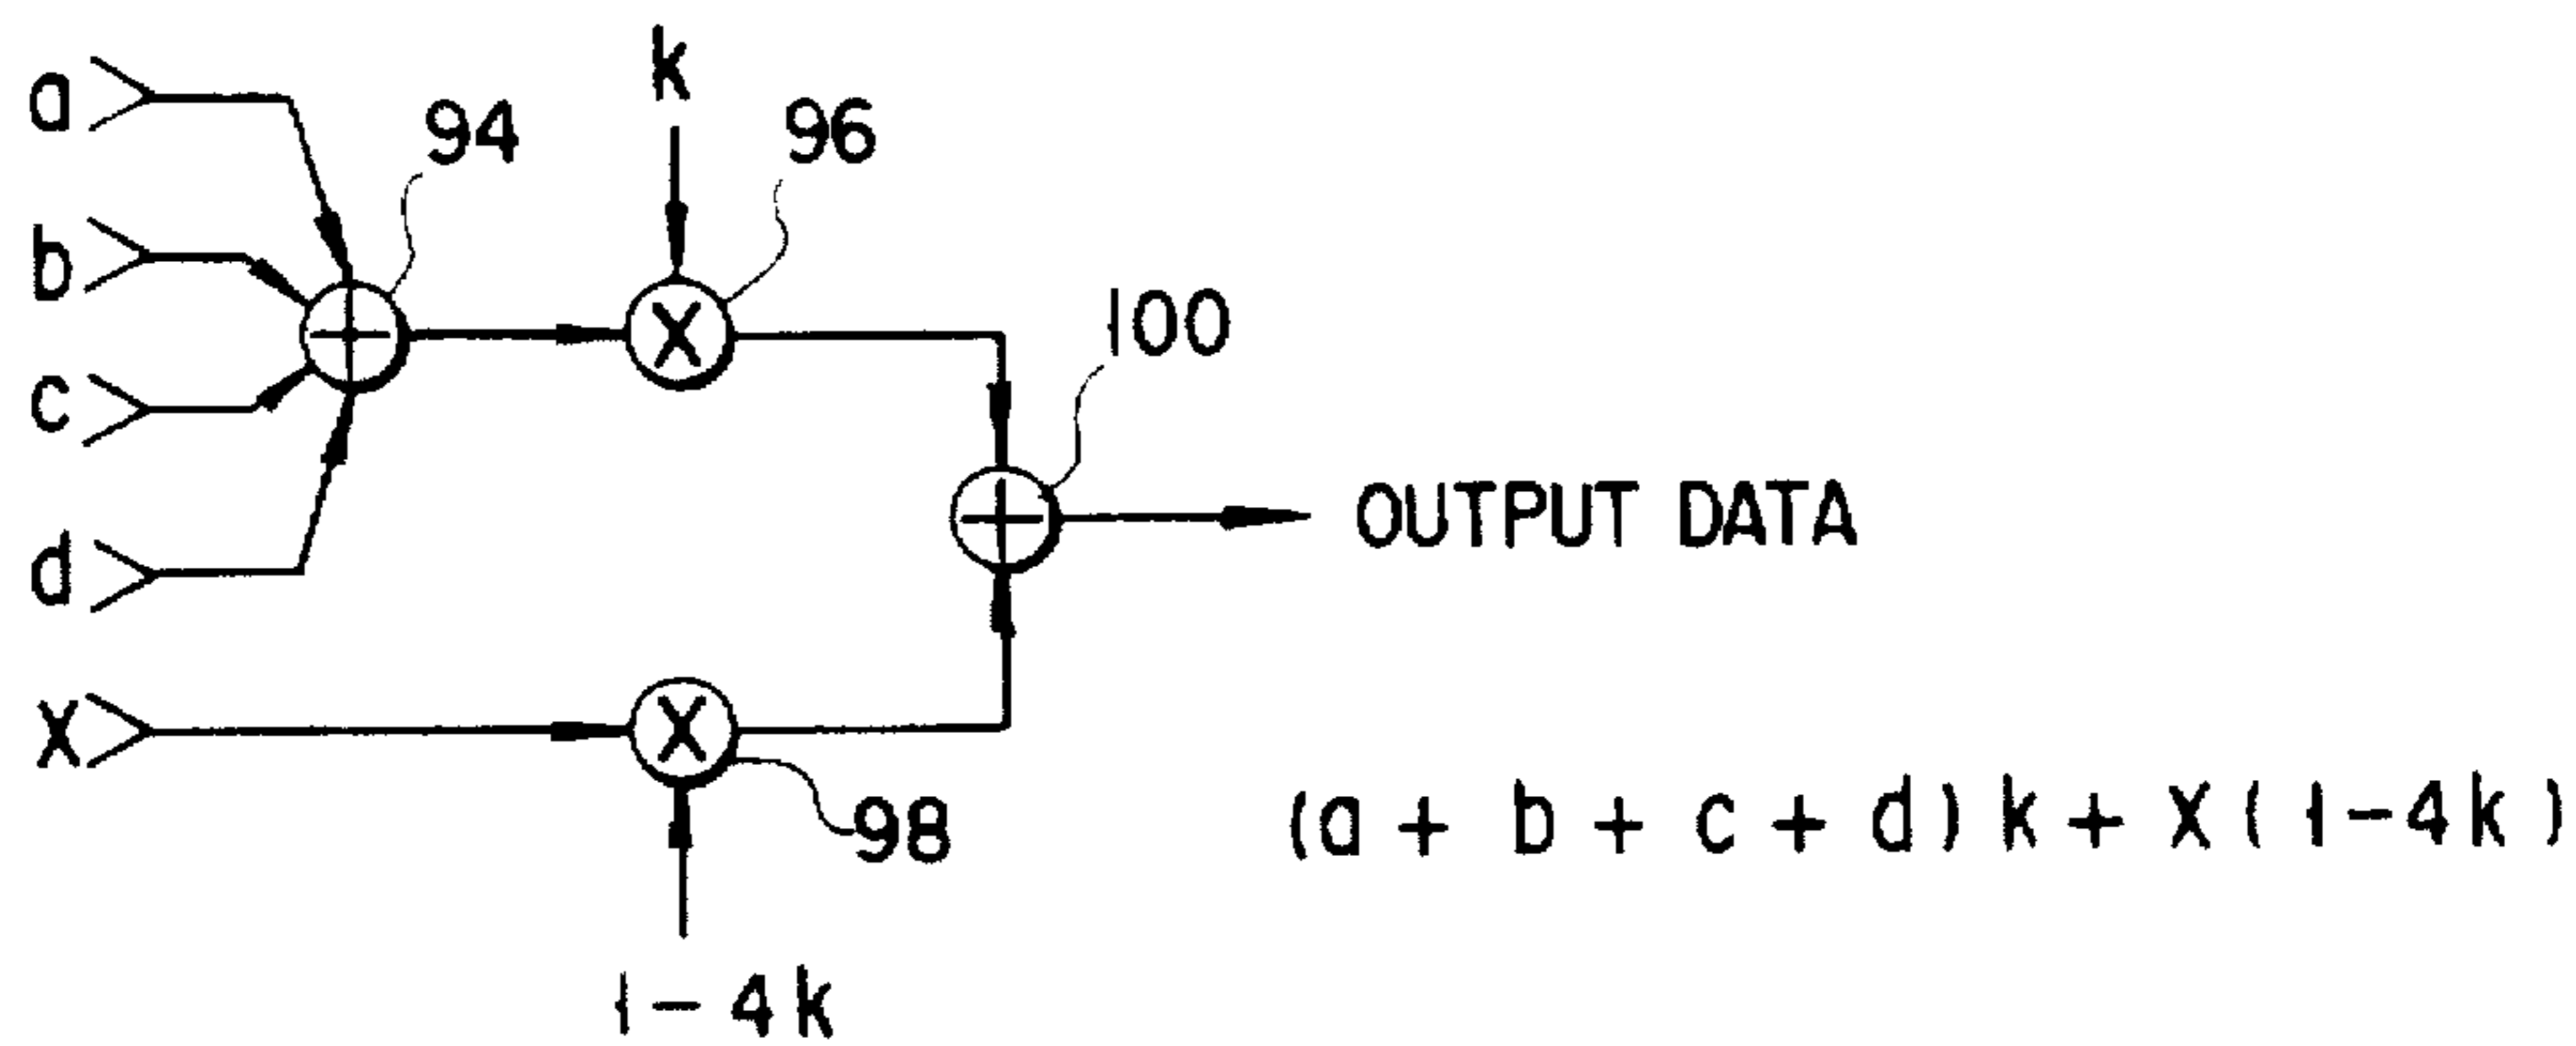 k
a
94
96
b
100
c
OUTPUT DATA
d
X
98
(a + b + c + d) k + X (1-4k)
1-4k
X
X